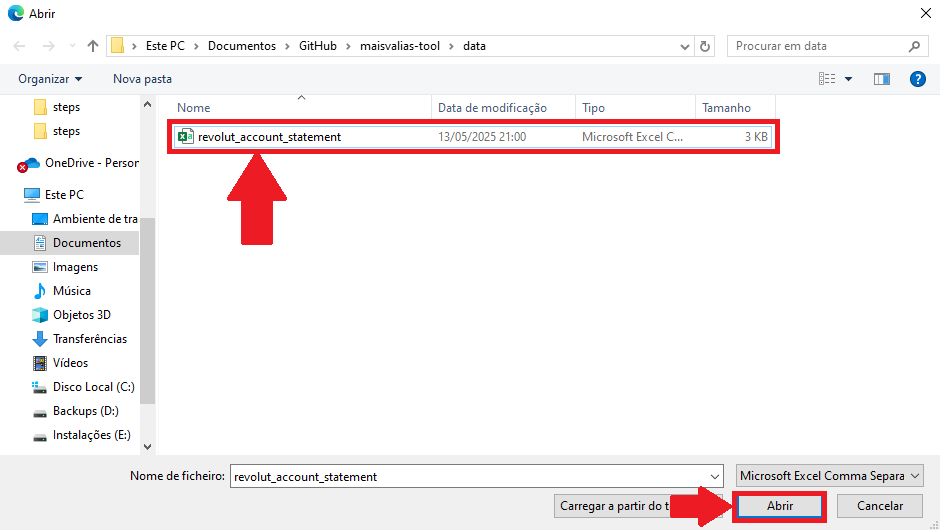 Abrir
Este PC > Documentos > GitHub > maisvalias-tool > data
Procurar em data
Organizar
Nova pasta
Nome
Data de modificação
Tipo
Tamanho
revolut_account_statement
13/05/2025 21:00
Microsoft Excel C...
3 KB
steps
steps
OneDrive - Person
Este PC
Ambiente de tra
Documentos
Imagens
Música
Objetos 3D
Transferências
Vídeos
Disco Local (C:)
Backups (D:)
Instalações (E:)
Nome de ficheiro:
revolut_account_statement
Microsoft Excel Comma Separa
Carregar a partir do t
Abrir
Cancelar